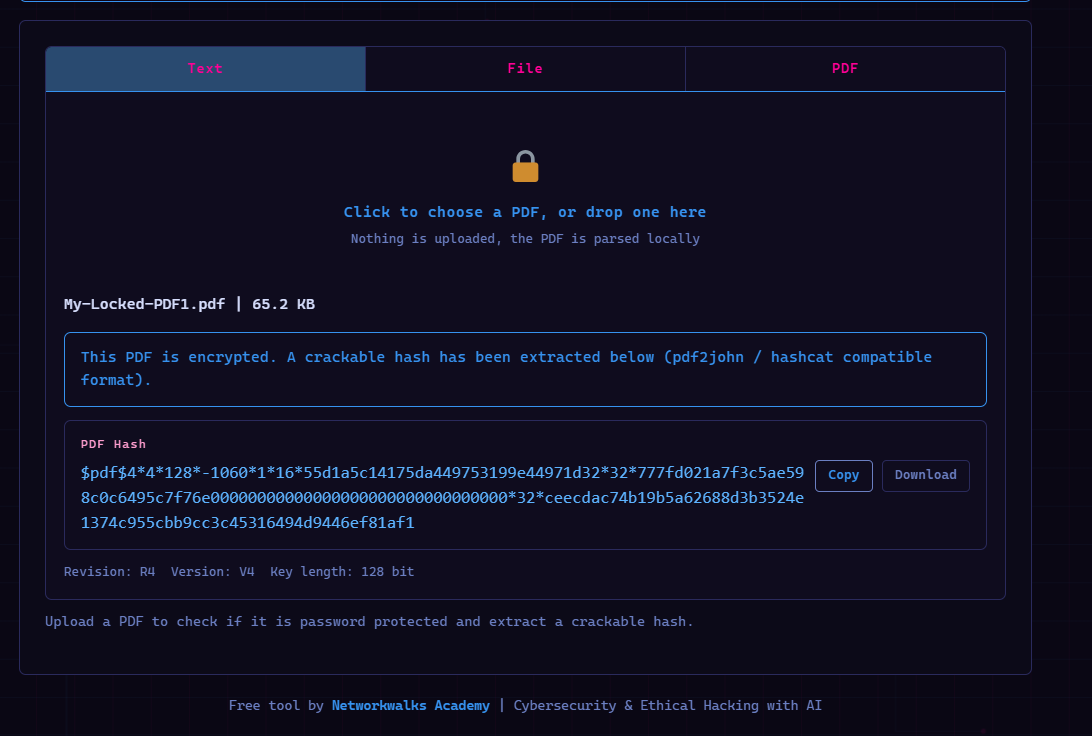 Text
File
PDF
Click to choose a PDF, or drop one here
Nothing is uploaded, the PDF is parsed locally
My-Locked-PDF1.pdf | 65.2 KB
This PDF is encrypted. A crackable hash has been extracted below (pdf2john / hashcat compatible
format).
PDF Hash
$pdf$4*4*128*-1060*1*16*55d1a5c14175da449753199e44971d32*32*777fd021a7f3c5ae59
8c0c6495c7f76e00000000000000000000000000000000*32*ceecdac74b19b5a62688d3b3524e
1374c955cbb9cc3c45316494d9446ef81af1
Copy
Download
Revision: R4 Version: V4 Key length: 128 bit
Upload a PDF to check if it is password protected and extract a crackable hash.
Free tool by Networkwalks Academy | Cybersecurity & Ethical Hacking with AI